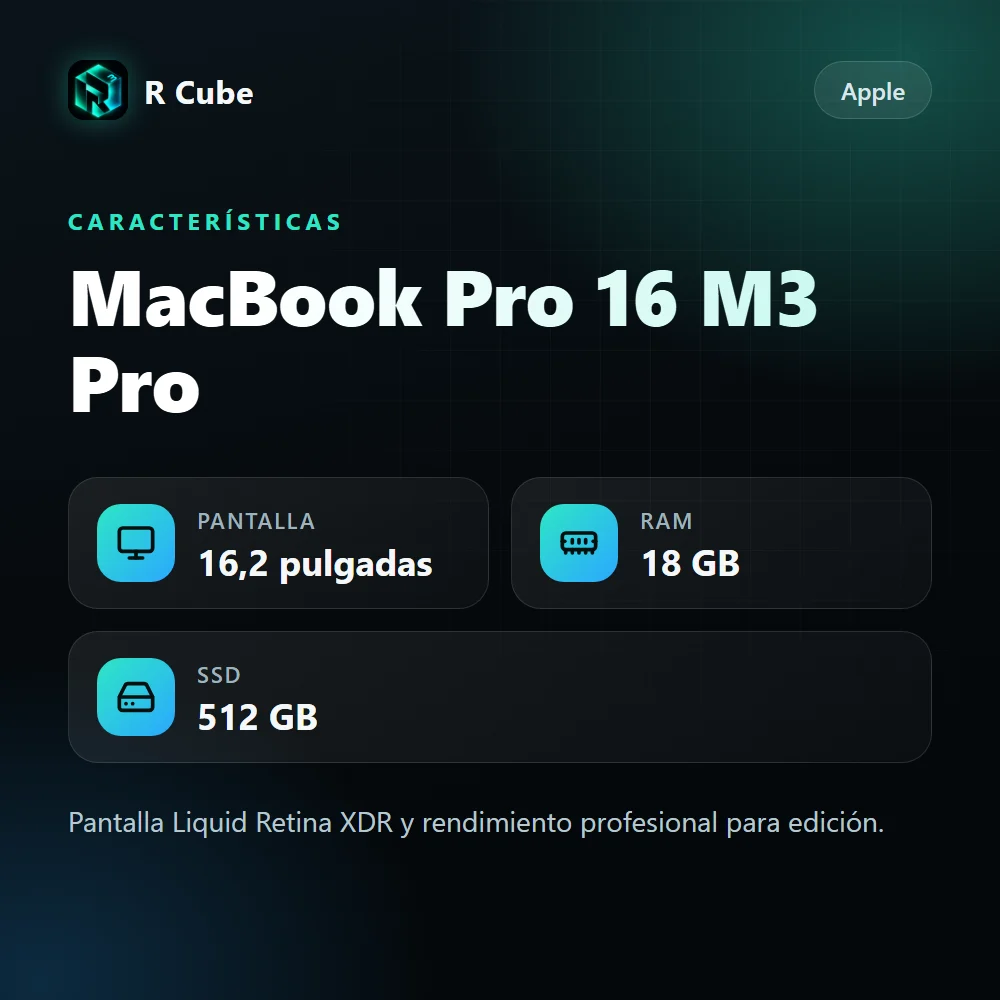 R Cube
Apple
CARACTERÍSTICAS
MacBook Pro 16 M3
Pro
PANTALLA
16,2 pulgadas
RAM
18 GB
SSD
512 GB
Pantalla Liquid Retina XDR y rendimiento profesional para edición.